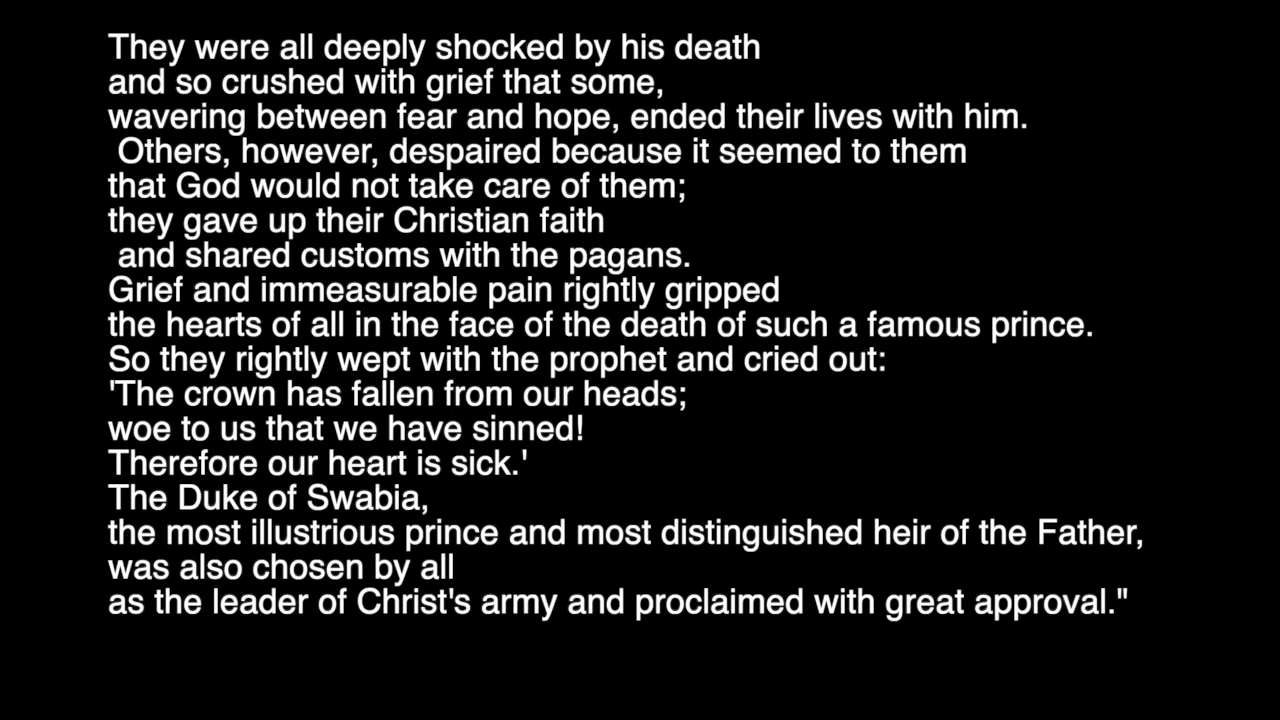 They were all deeply shocked by his death
and so crushed with grief that some,
wavering between fear and hope, ended their lives with him.
Others, however, despaired because it seemed to them
that God would not take care of them;
they gave up their Christian faith
and shared customs with the pagans.
Grief and immeasurable pain rightly gripped
the hearts of all in the face of the death of such a famous prince.
So they rightly wept with the prophet and cried out:
'The crown has fallen from our heads;
woe to us that we have sinned!
Therefore our heart is sick.'
The Duke of Swabia,
the most illustrious prince and most distinguished heir of the Father,
was also chosen by all
as the leader of Christ's army and proclaimed with great approval."